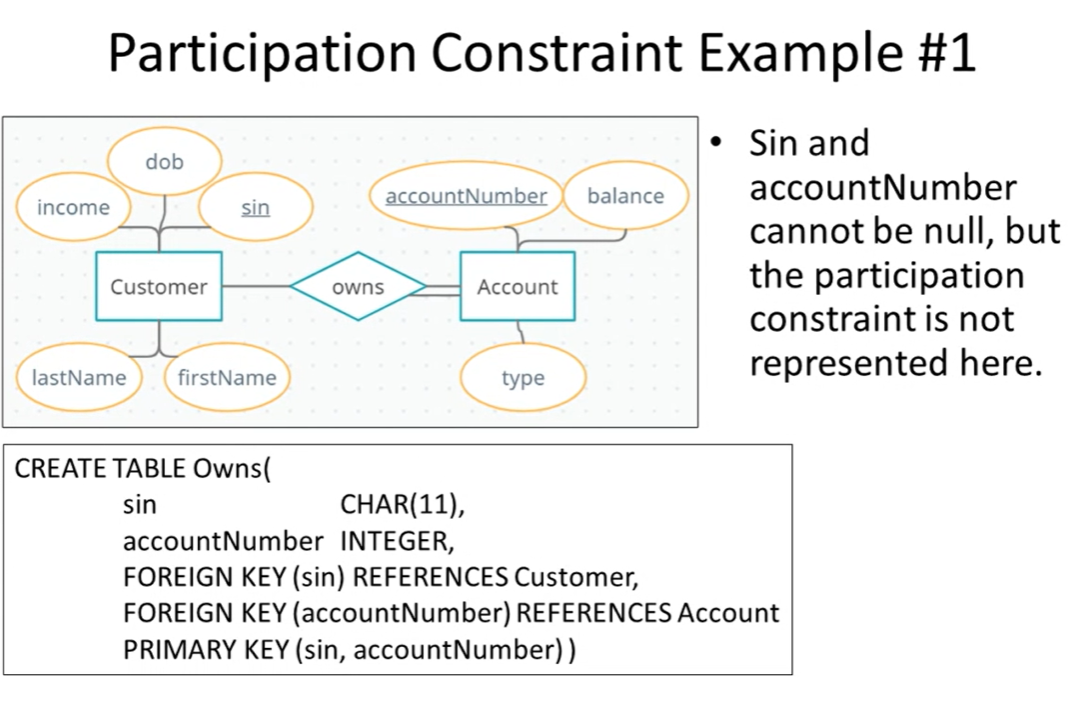 Participation Constraint Example #1
dob
income
sin
accountNumber
balance
Customer
owns
Account
lastName
firstName
type
• Sin and
accountNumber
cannot be null, but
the participation
constraint is not
represented here.
CREATE TABLE Owns(
sin CHAR(11),
accountNumber INTEGER,
FOREIGN KEY (sin) REFERENCES Customer,
FOREIGN KEY (accountNumber) REFERENCES Account
PRIMARY KEY (sin, accountNumber) )